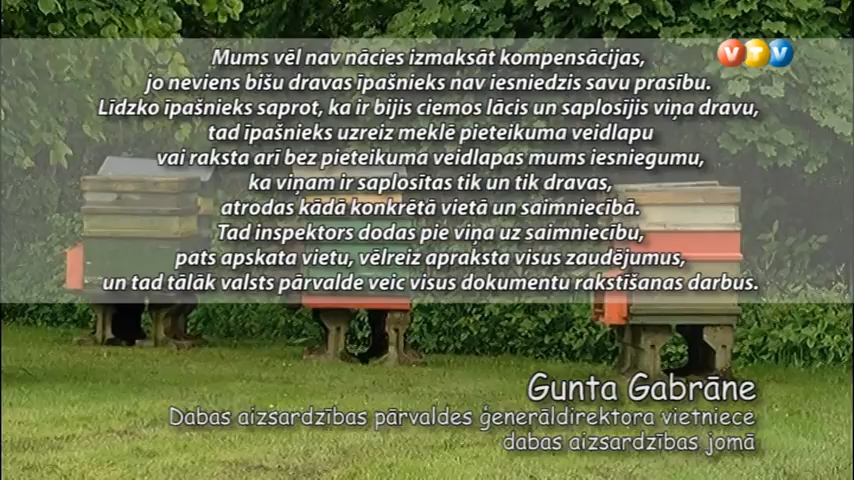 VTV
Mums vēl nav nācies izmaksāt kompensācijas,
jo neviens bišu dravas īpašnieks nav iesniedzis savu prasību.
Līdzko īpašnieks saprot, ka ir bijis ciemos lācis un saplosījis viņa dravu,
tad īpašnieks uzreiz meklē pieteikuma veidlapu
vai raksta arī bez pieteikuma veidlapas mums iesniegumu,
ka viņam ir saplosītas tik un tik dravas,
atrodas kādā konkrētā vietā un saimniecībā.
Tad inspektors dodas pie viņa uz saimniecību,
pats apskata vietu, vēlreiz apraksta visus zaudējumus,
un tad tālāk valsts pārvalde veic visus dokumentu rakstīšanas darbus.
Gunta Gabrāne
Dabas aizsardzības pārvaldes ģenerāldirektora vietniece
dabas aizsardzības jomā